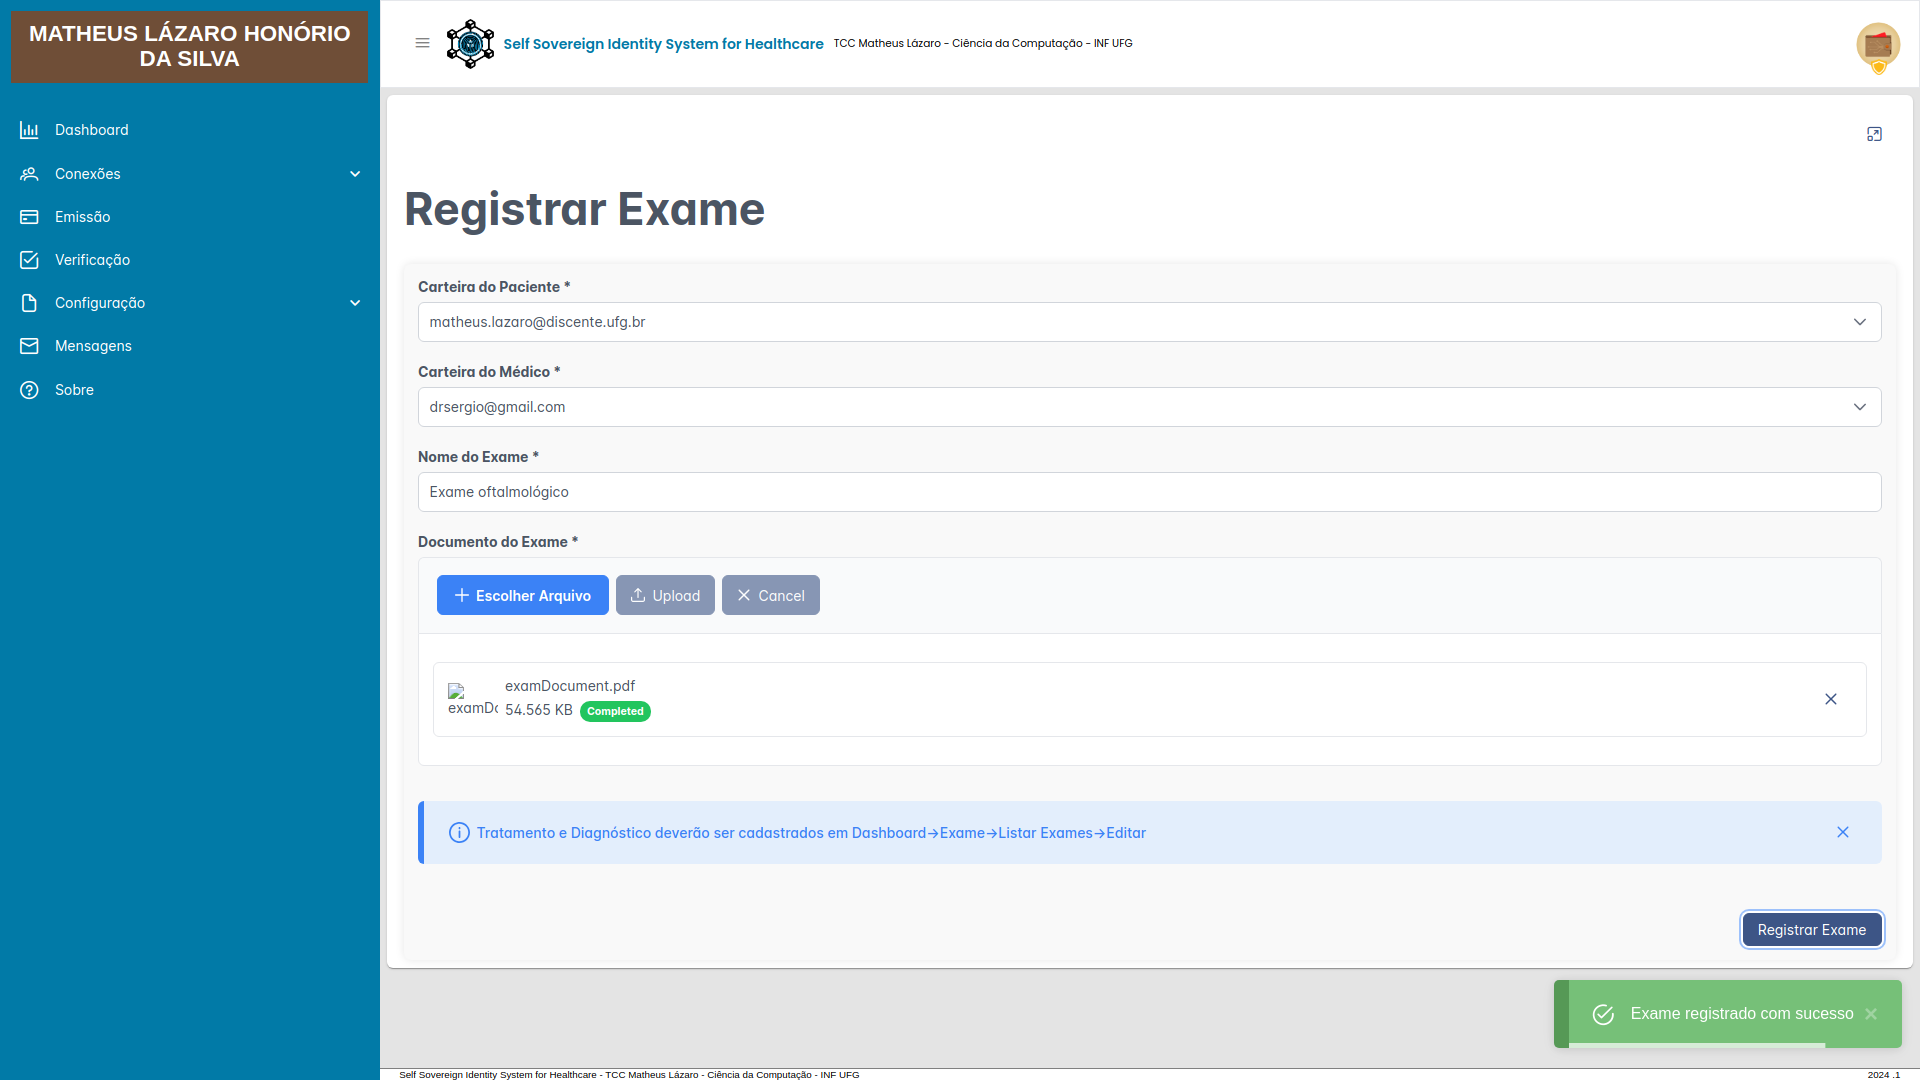 MATHEUS LÁZARO HONÓRIO
DA SILVA
Dashboard
Conexões
Emissão
Verificação
Configuração
Mensagens
Sobre
Self Sovereign Identity System for Healthcare TCC Matheus Lázaro - Ciência da Computação - INF UFG
Registrar Exame
Carteira do Paciente *
matheus.lazaro@discente.ufg.br
Carteira do Médico *
drsergio@gmail.com
Nome do Exame *
Exame oftalmológico
Documento do Exame *
Escolher Arquivo Upload Cancel
examDocument.pdf
examDo 54.565 KB Completed
Tratamento e Diagnóstico deverão ser cadastrados em Dashboard→Exame→Listar Exames→Editar
Registrar Exame
Exame registrado com sucesso
Self Sovereign Identity System for Healthcare - TCC Matheus Lázaro - Ciência da Computação - INF UFG 2024 .1